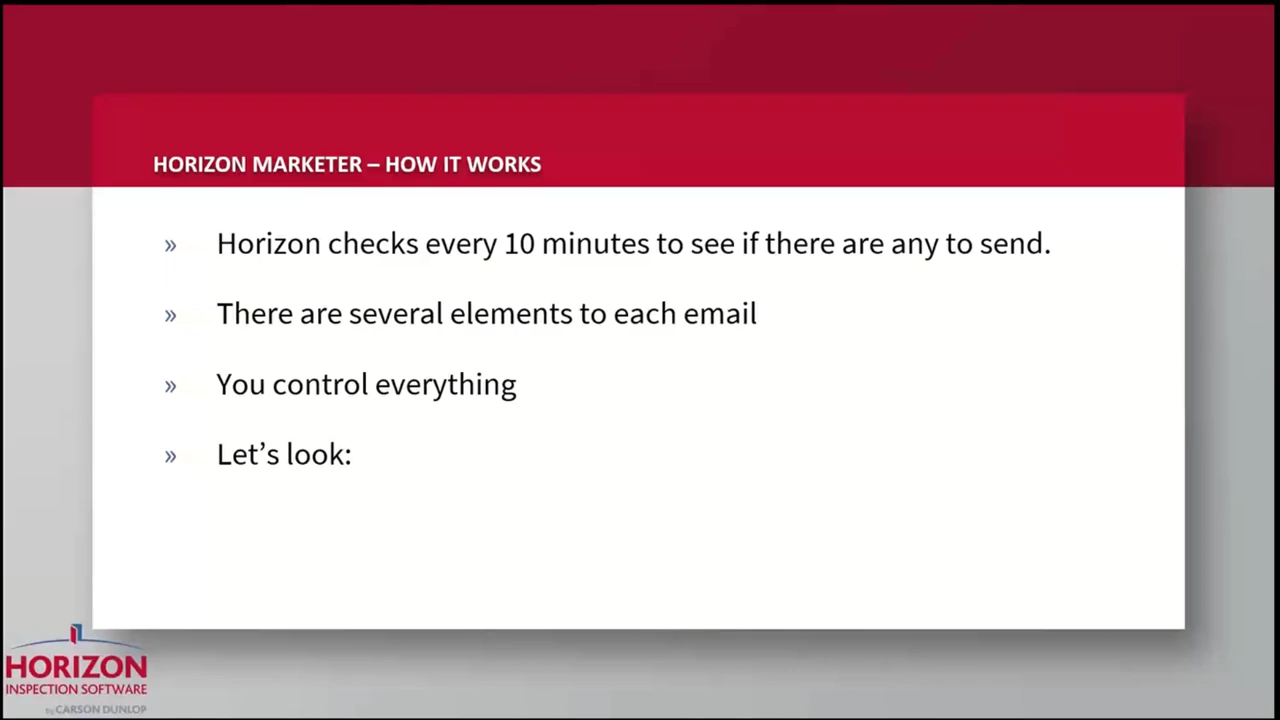 HORIZON MARKETER – HOW IT WORKS
» Horizon checks every 10 minutes to see if there are any to send.
» There are several elements to each email
» You control everything
» Let’s look:
HORIZON
INSPECTION SOFTWARE
by CARSON DUNLOP